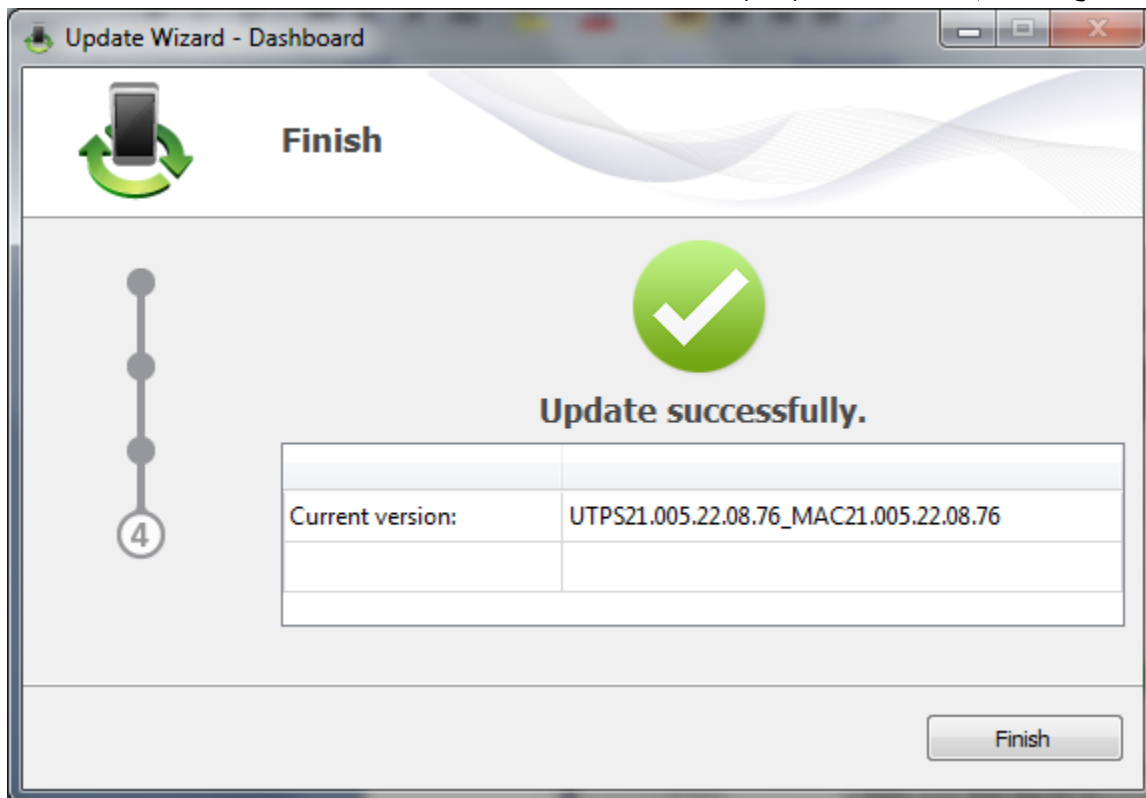 Update Wizard - Dashboard
Finish
Update successfully.
Current version: UTPS21.005.22.08.76_MAC21.005.22.08.76
4
Finish